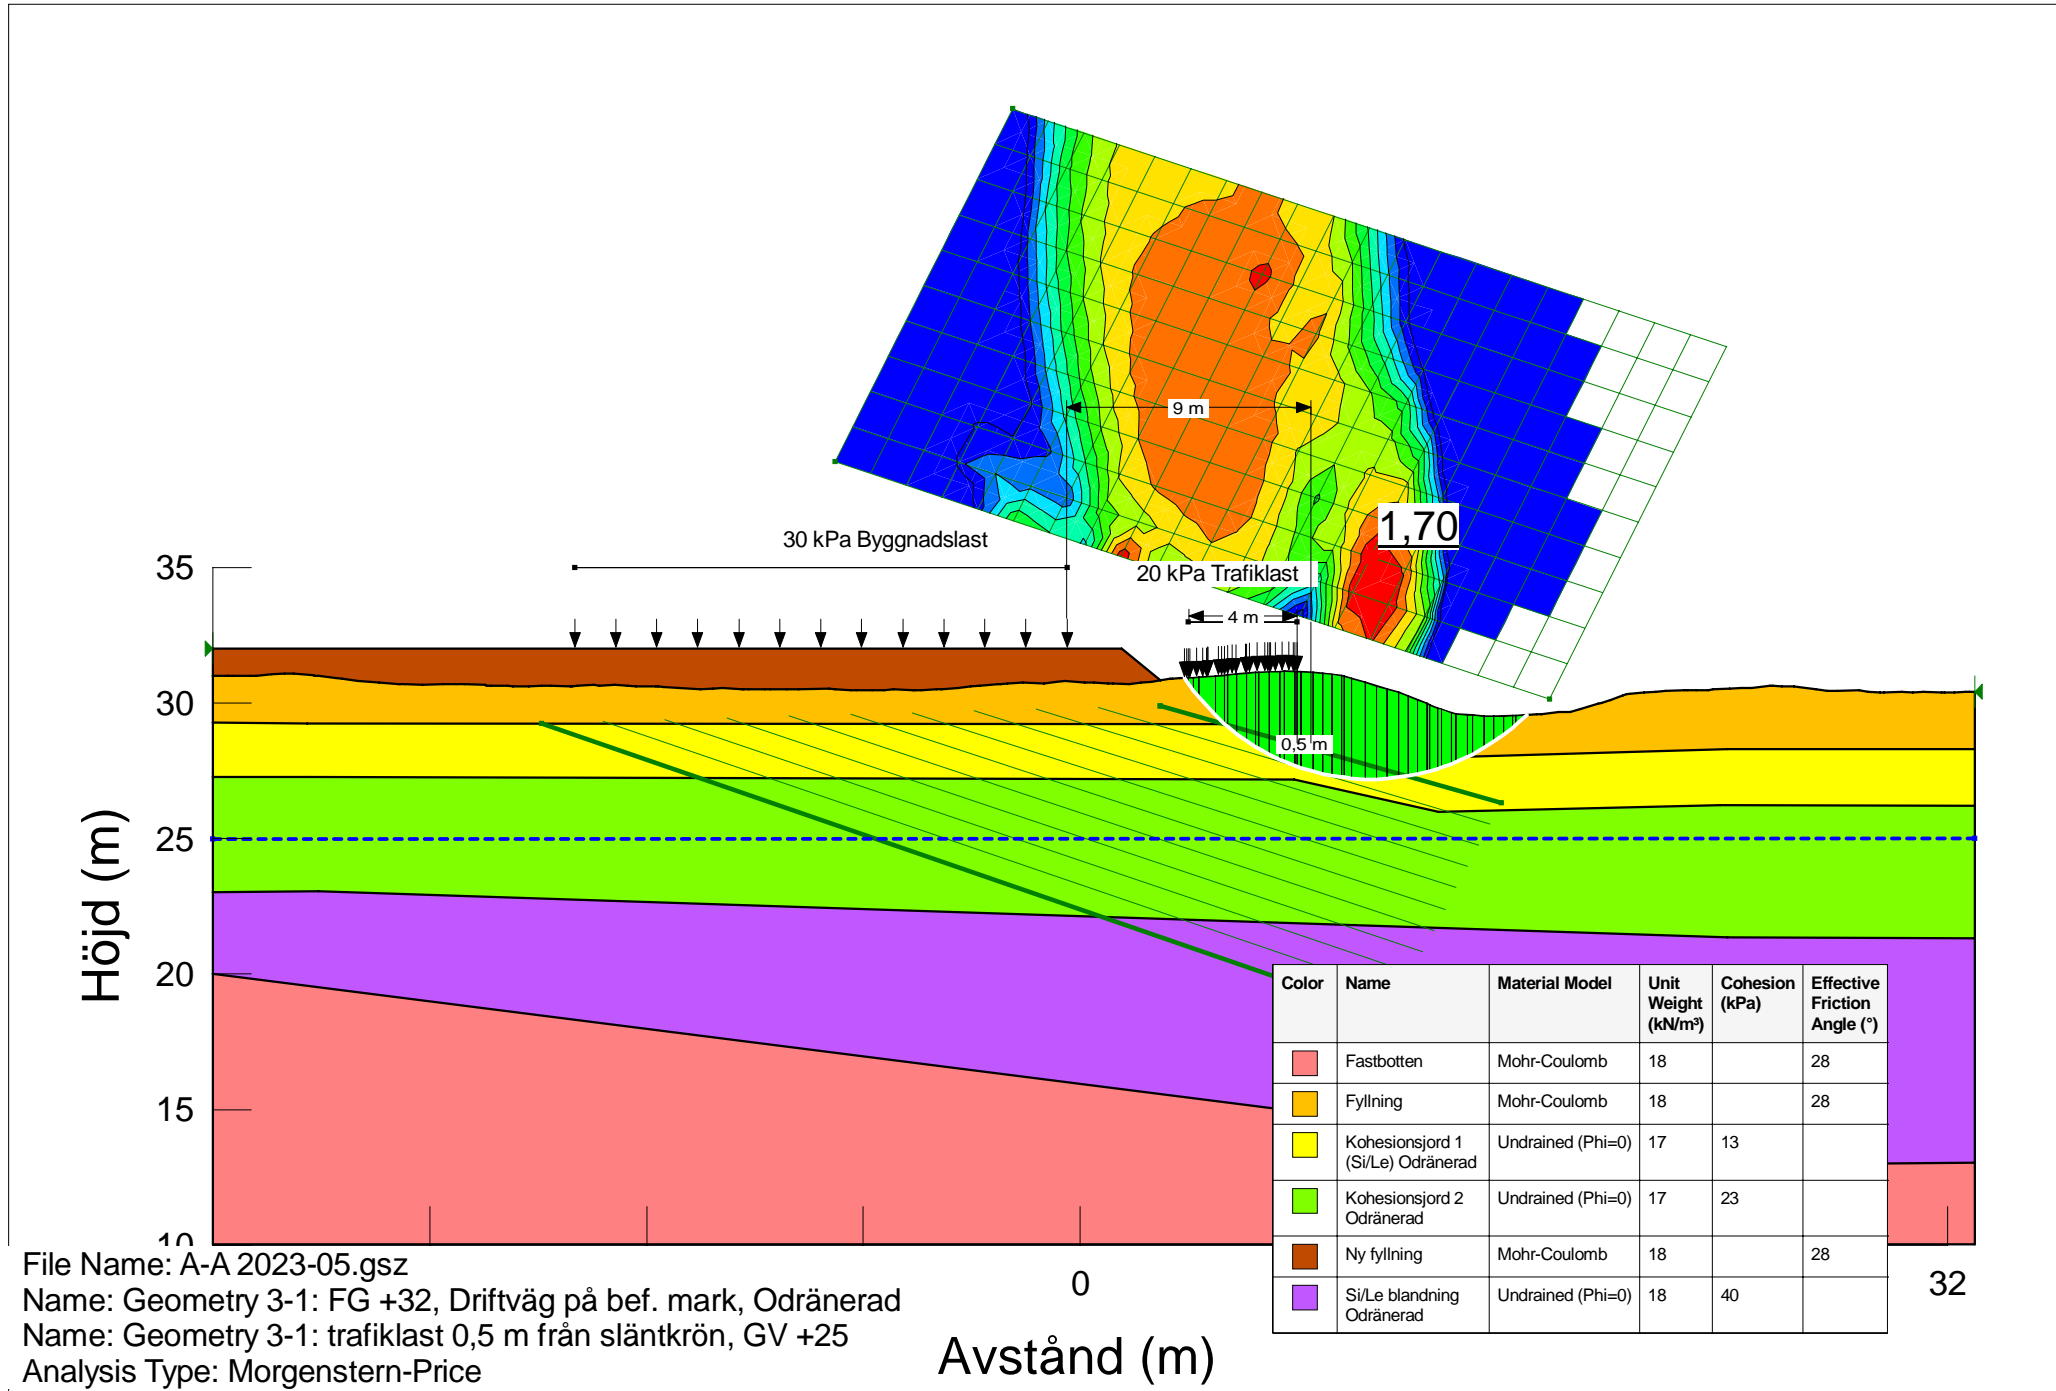 9 m
1,70
30 kPa Byggnadslast
20 kPa Trafiklast
4 m
0,5 m
35
30
25
20
15
10
Höjd (m)
0
32
Avstånd (m)
Color Name Material Model Unit Weight (kN/m³) Cohesion (kPa) Effective Friction Angle (°)
Fastbotten Mohr-Coulomb 18 28
Fyllning Mohr-Coulomb 18 28
Kohesionsjord 1 (Si/Le) Odränerad Undrained (Phi=0) 17 13
Kohesionsjord 2 Odränerad Undrained (Phi=0) 17 23
Ny fyllning Mohr-Coulomb 18 28
Si/Le blandning Odränerad Undrained (Phi=0) 18 40
File Name: A-A 2023-05.gsz
Name: Geometry 3-1: FG +32, Driftväg på bef. mark, Odränerad
Name: Geometry 3-1: trafiklast 0,5 m från släntkrön, GV +25
Analysis Type: Morgenstern-Price